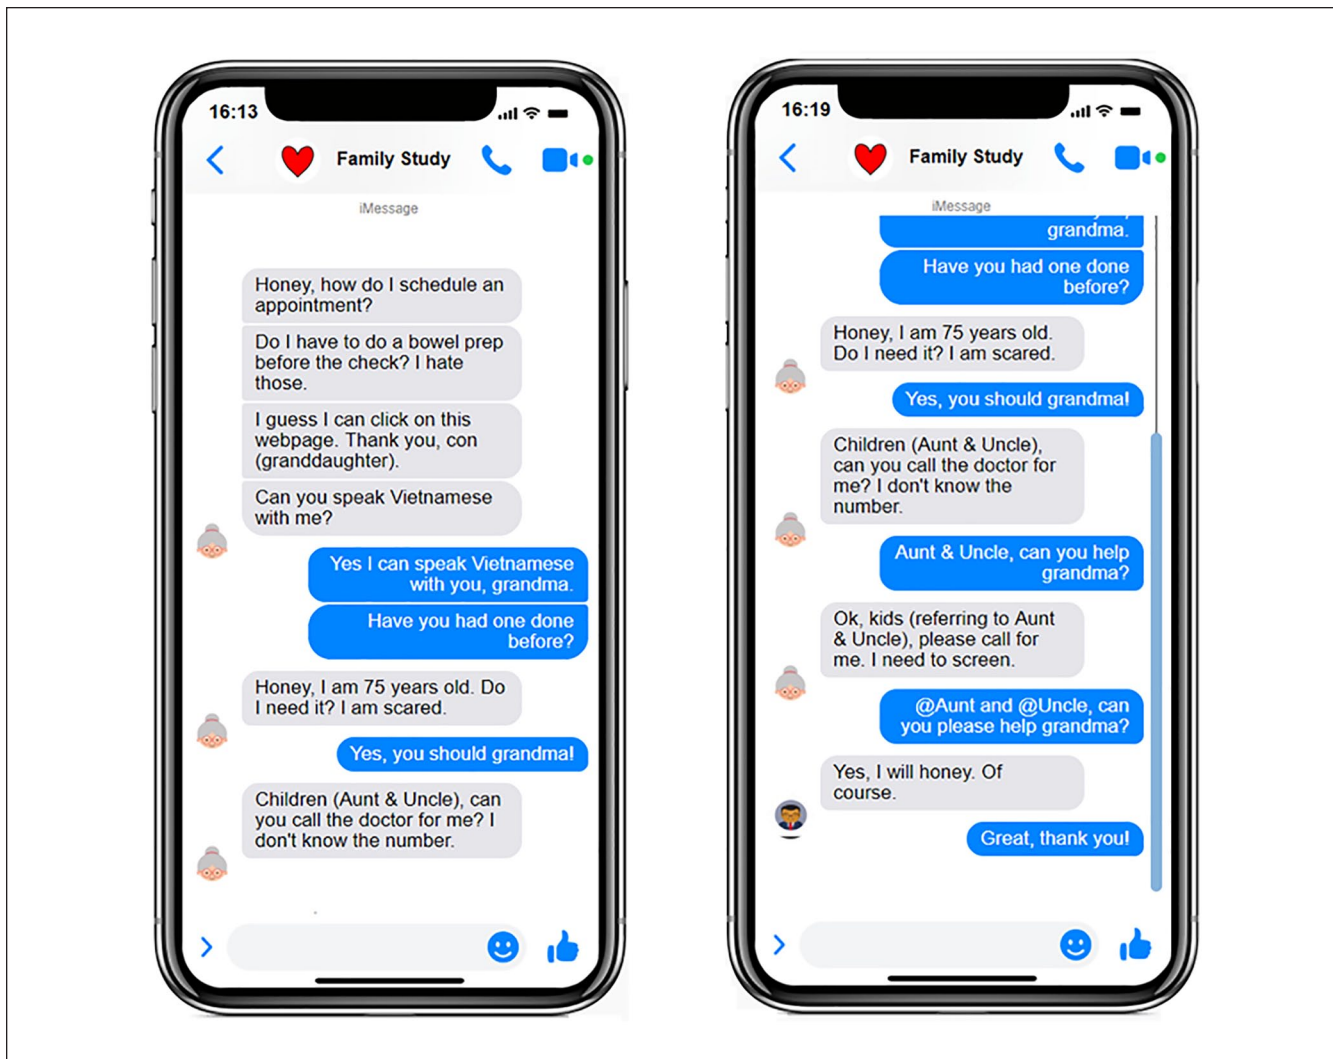 16:13
Family Study
iMessage
Honey, how do I schedule an
appointment?
Do I have to do a bowel prep
before the check? I hate
those.
I guess I can click on this
webpage. Thank you, con
(granddaughter).
Can you speak Vietnamese
with me?
Yes I can speak Vietnamese
with you, grandma.
Have you had one done
before?
Honey, I am 75 years old. Do
I need it? I am scared.
Yes, you should grandma!
Children (Aunt & Uncle), can
you call the doctor for me? I
don't know the number.
16:19
Family Study
iMessage
grandma.
Have you had one done
before?
Honey, I am 75 years old.
Do I need it? I am scared.
Yes, you should grandma!
Children (Aunt & Uncle),
can you call the doctor for
me? I don't know the
number.
Aunt & Uncle, can you help
grandma?
Ok, kids (referring to Aunt
& Uncle), please call for
me. I need to screen.
@Aunt and @Uncle, can
you please help grandma?
Yes, I will honey. Of
course.
Great, thank you!